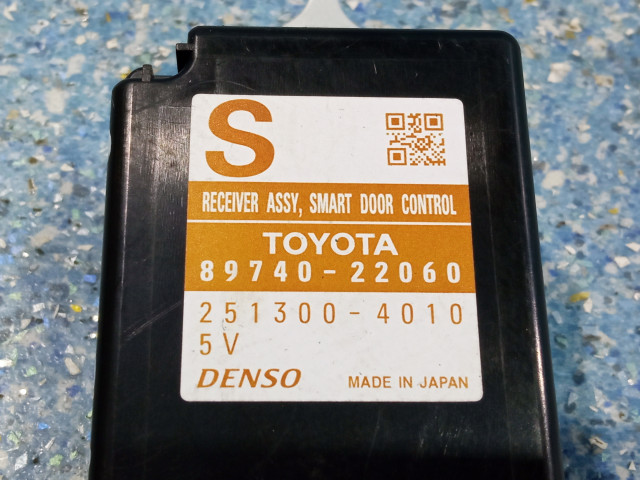 S
RECEIVER ASSY, SMART DOOR CONTROL
TOYOTA
89740-22060
251300-4010
5V
DENSO MADE IN JAPAN